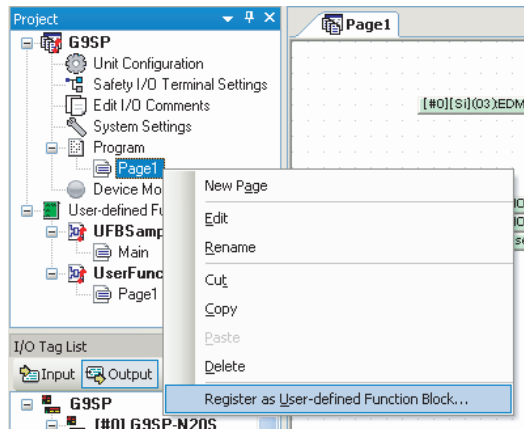 Project
Page1
G9SP
Unit Configuration
Safety I/O Terminal Settings
Edit I/O Comments
[#0][Si](03):EDM
System Settings
Program
Page1
New Page
Device Mo
User-defined Fu
Edit
UFBSamp
Rename
Main
UserFunc
Cut
Page1
Copy
Paste
I/O Tag List
Delete
Input Output
Register as User-defined Function Block...
G9SP
[#0] G9SP-N20S